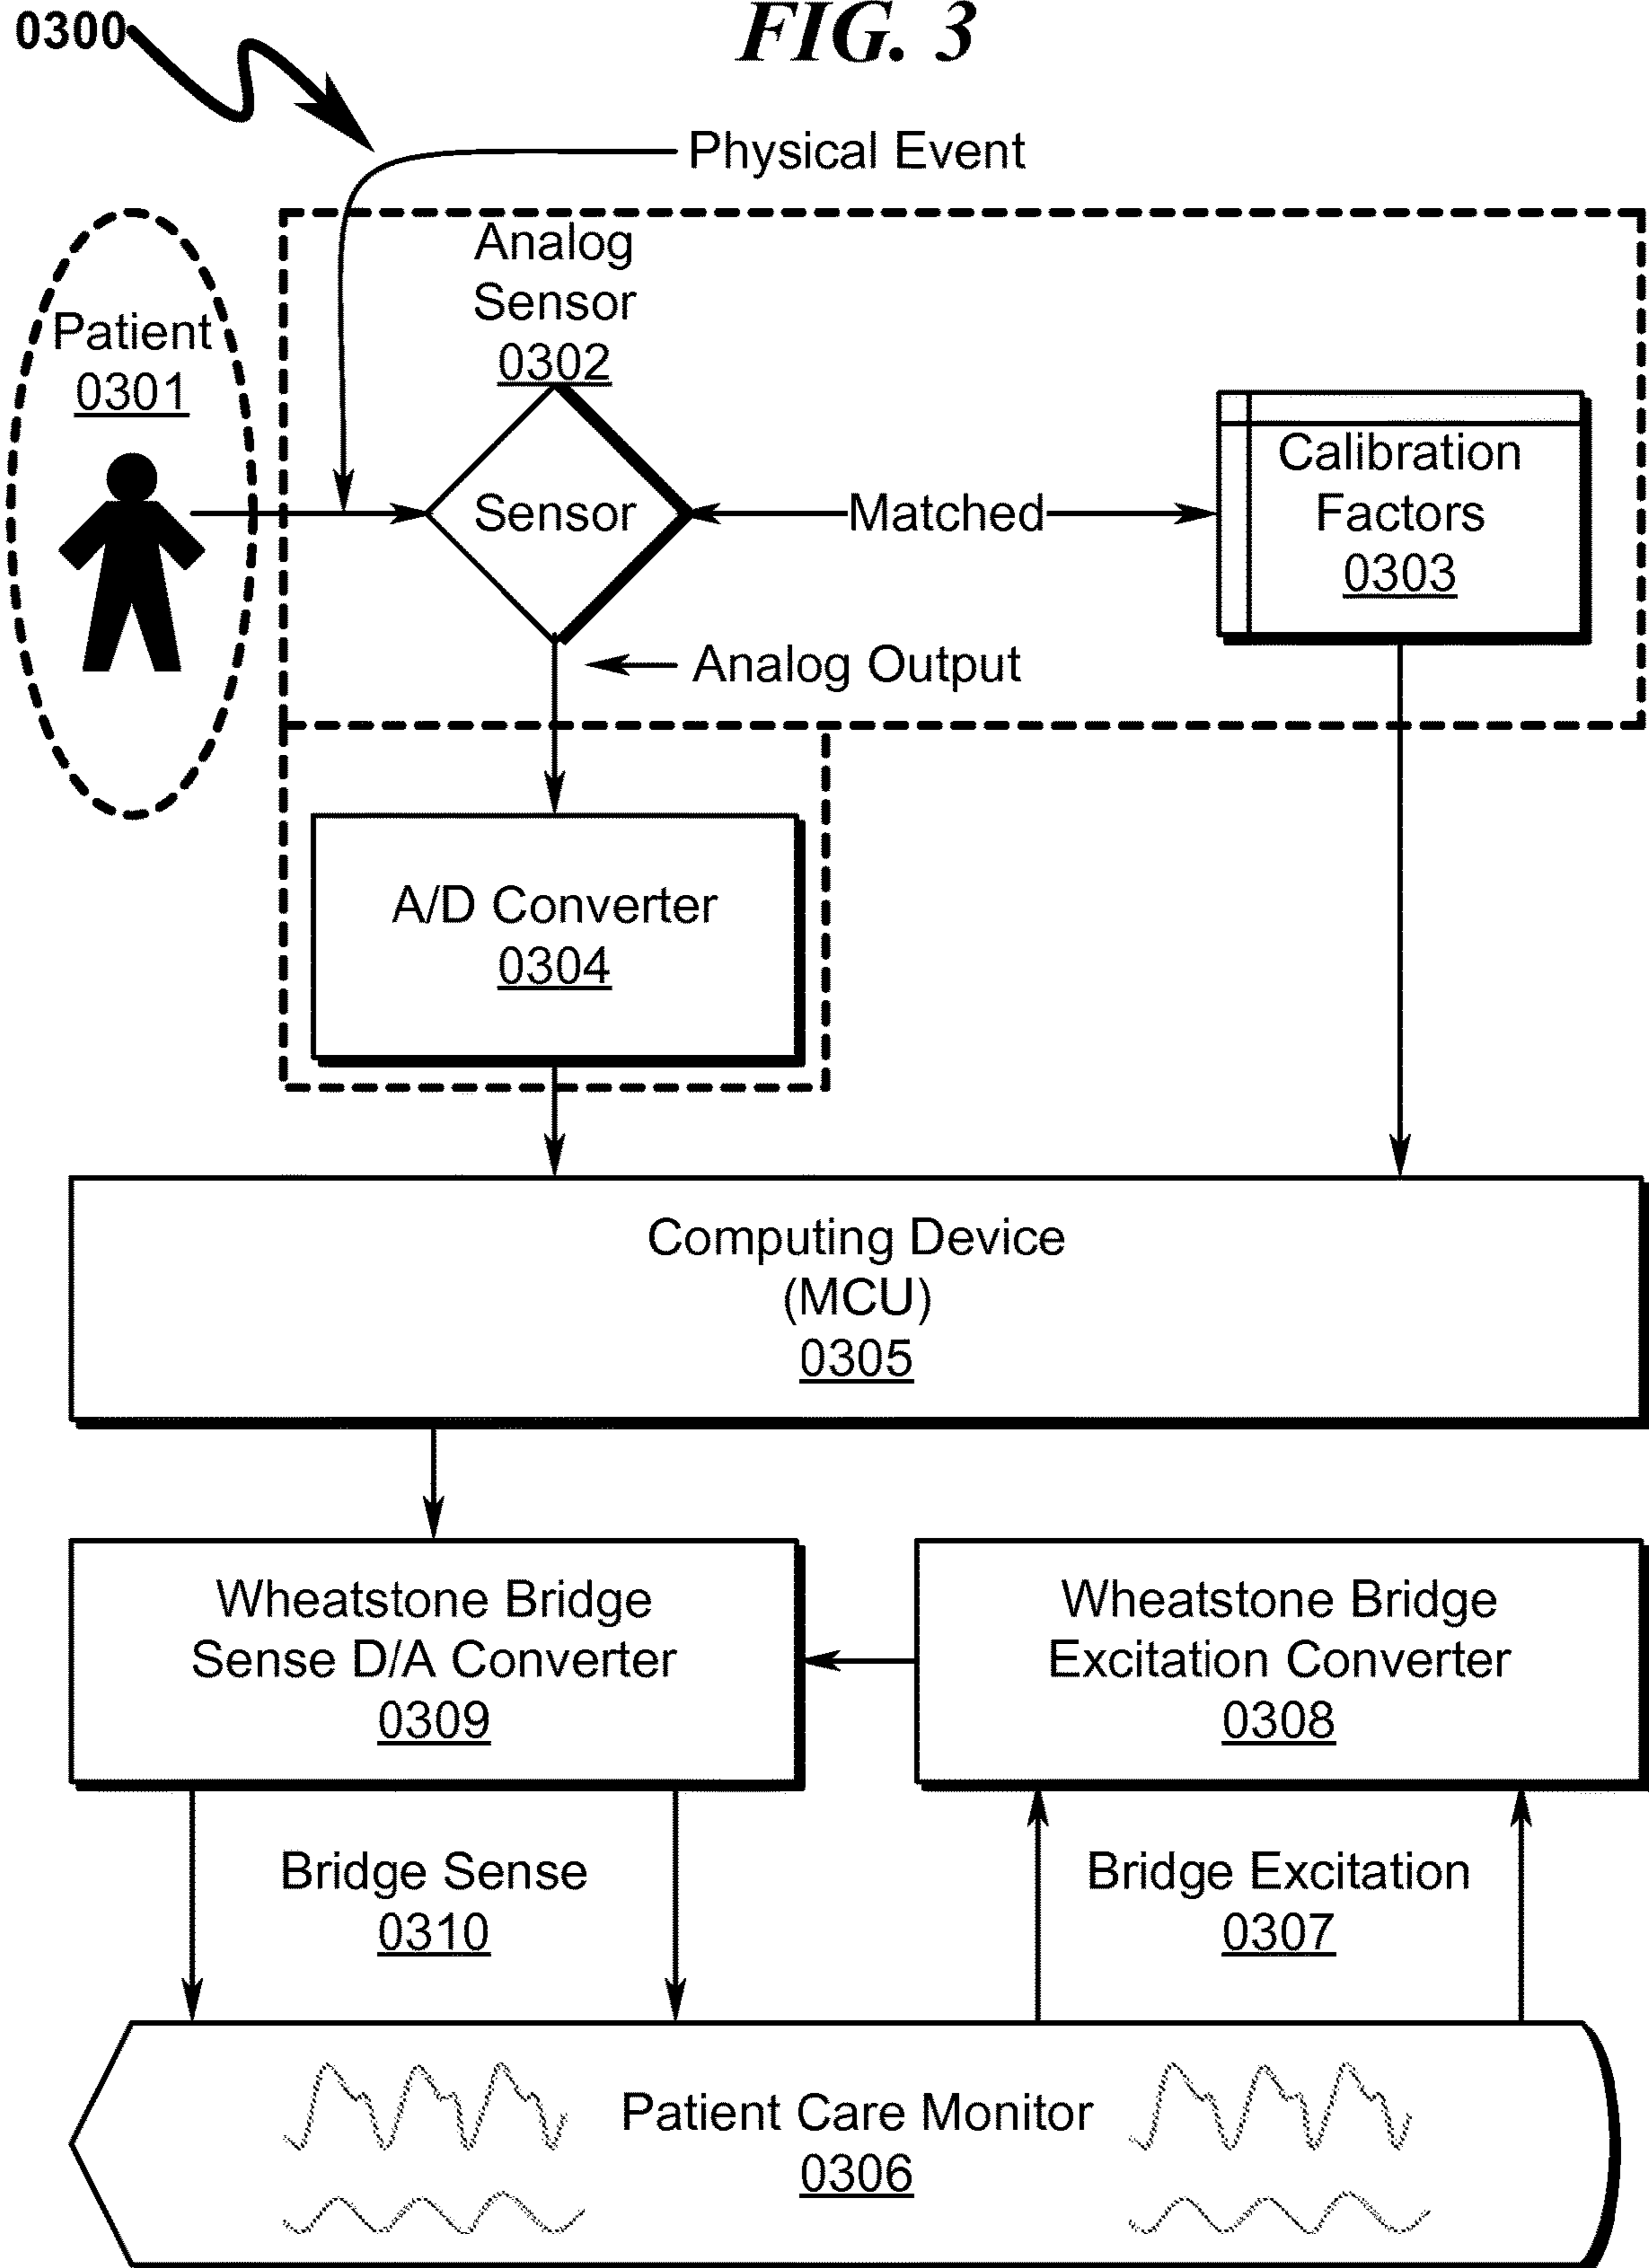 0300
FIG. 3
Physical Event
Analog
Sensor
0302
Patient
0301
Sensor
Matched
Calibration
Factors
0303
Analog Output
A/D Converter
0304
Computing Device
(MCU)
0305
Wheatstone Bridge
Sense D/A Converter
0309
Wheatstone Bridge
Excitation Converter
0308
Bridge Sense
0310
Bridge Excitation
0307
Patient Care Monitor
0306